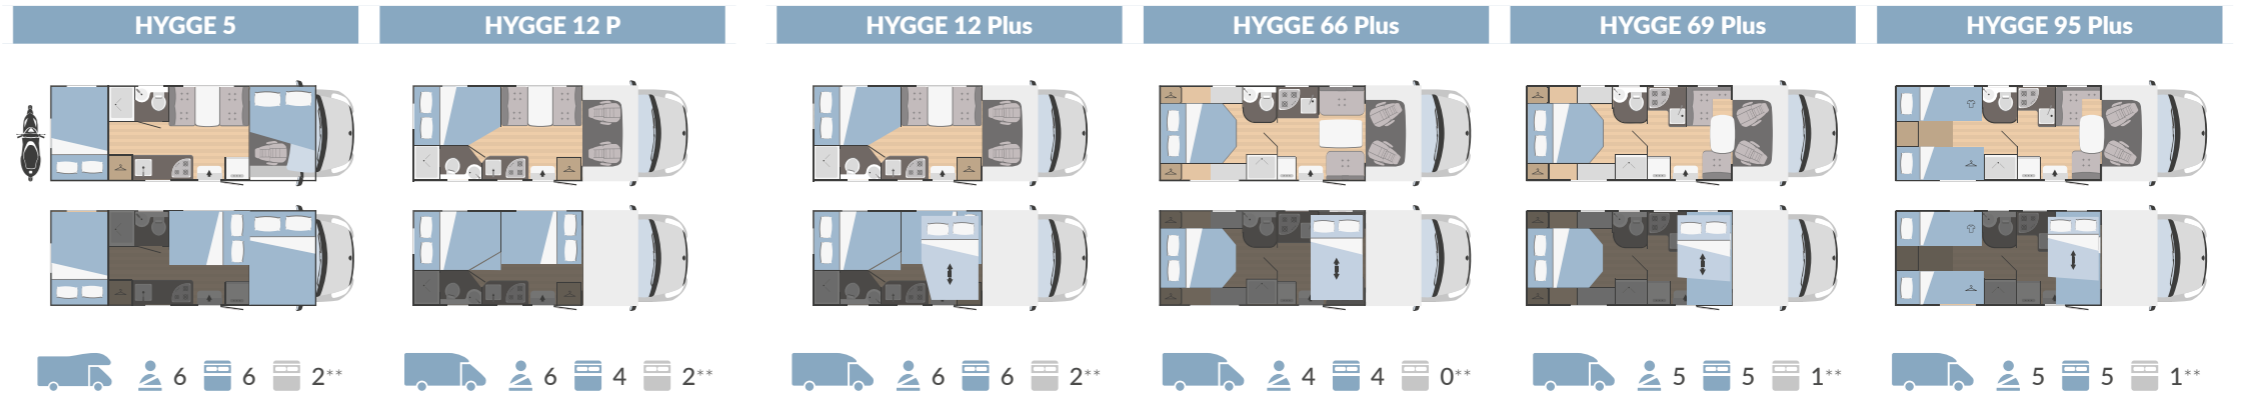 HYGGE 5
HYGGE 12 P
HYGGE 12 Plus
HYGGE 66 Plus
HYGGE 69 Plus
HYGGE 95 Plus
6 6 2**
6 4 2**
6 6 2**
4 4 0**
5 5 1**
5 5 1**